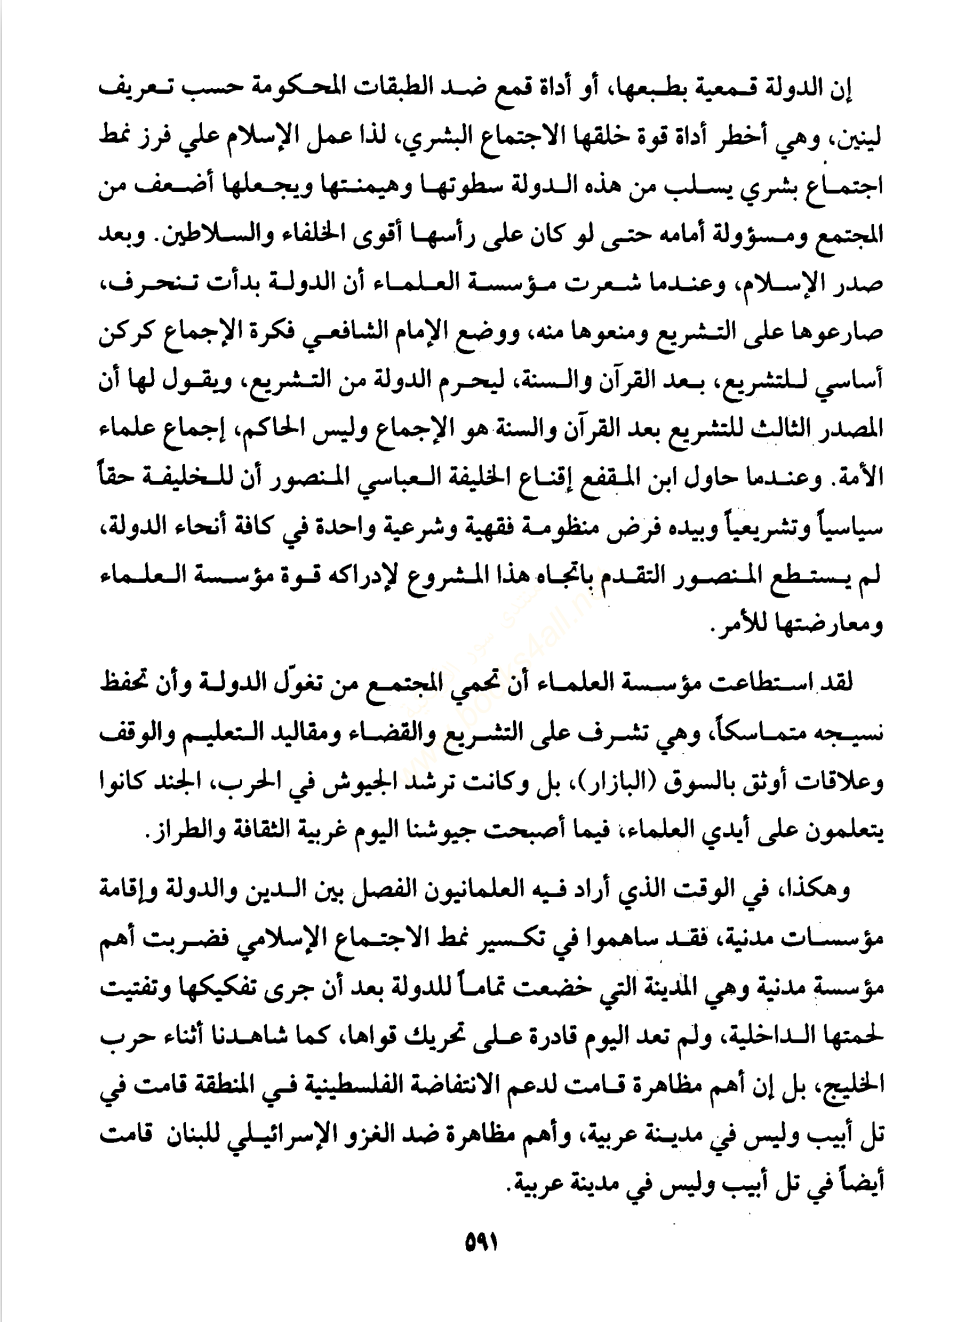 إن الدولة قمعية بطبعها، أو أداة قمع ضد الطبقات المحكومة حسب تعريف
لينين، وهي أخطر أداة قوة خلقها الاجتماع البشري، لذا عمل الإسلام علي فرز نمط
اجتماع بشري يسلب من هذه الدولة سطوتها وهيمنتها ويجعلها أضعف من
المجتمع ومسؤولة أمامه حتى لو كان على رأسها أقوى الخلفاء والسلاطين. وبعد
صدر الإسلام، وعندما شعرت مؤسسة العلماء أن الدولة بدأت تنحرف،
صارعوها على التشريع ومنعوها منه، ووضع الإمام الشافعي فكرة الإجماع كركن
أساسي للتشريع، بعد القرآن والسنة، ليحرم الدولة من التشريع، ويقول لها أن
المصدر الثالث للتشريع بعد القرآن والسنة هو الإجماع وليس الحاكم، إجماع علماء
الأمة. وعندما حاول ابن المقفع إقناع الخليفة العباسي المنصور أن للخليفة حقاً
سياسياً وتشريعياً وبيده فرض منظومة فقهية وشرعية واحدة في كافة أنحاء الدولة،
لم يستطع المنصور التقدم باتجاه هذا المشروع لإدراكه قوة مؤسسة العلماء
ومعارضتها للأمر.
لقد استطاعت مؤسسة العلماء أن تحمي المجتمع من تغوّل الدولة وأن تحفظ
نسيجه متماسكاً، وهي تشرف على التشريع والقضاء ومقاليد التعليم والوقف
وعلاقات أوثق بالسوق (البازار)، بل وكانت ترشد الجيوش في الحرب، الجند كانوا
يتعلمون على أيدي العلماء، فيما أصبحت جيوشنا اليوم غربية الثقافة والطراز.
وهكذا، في الوقت الذي أراد فيه العلمانيون الفصل بين الدين والدولة وإقامة
مؤسسات مدنية، فقد ساهموا في تكسير نمط الاجتماع الإسلامي فضربت أهم
مؤسسة مدنية وهي المدينة التي خضعت تماماً للدولة بعد أن جرى تفكيكها وتفتيت
لحمتها الداخلية، ولم تعد اليوم قادرة على تحريك قواها، كما شاهدنا أثناء حرب
الخليج، بل إن أهم مظاهرة قامت لدعم الانتفاضة الفلسطينية في المنطقة قامت في
تل أبيب وليس في مدينة عربية، وأهم مظاهرة ضد الغزو الإسرائيلي للبنان قامت
أيضاً في تل أبيب وليس في مدينة عربية.
٥٩١